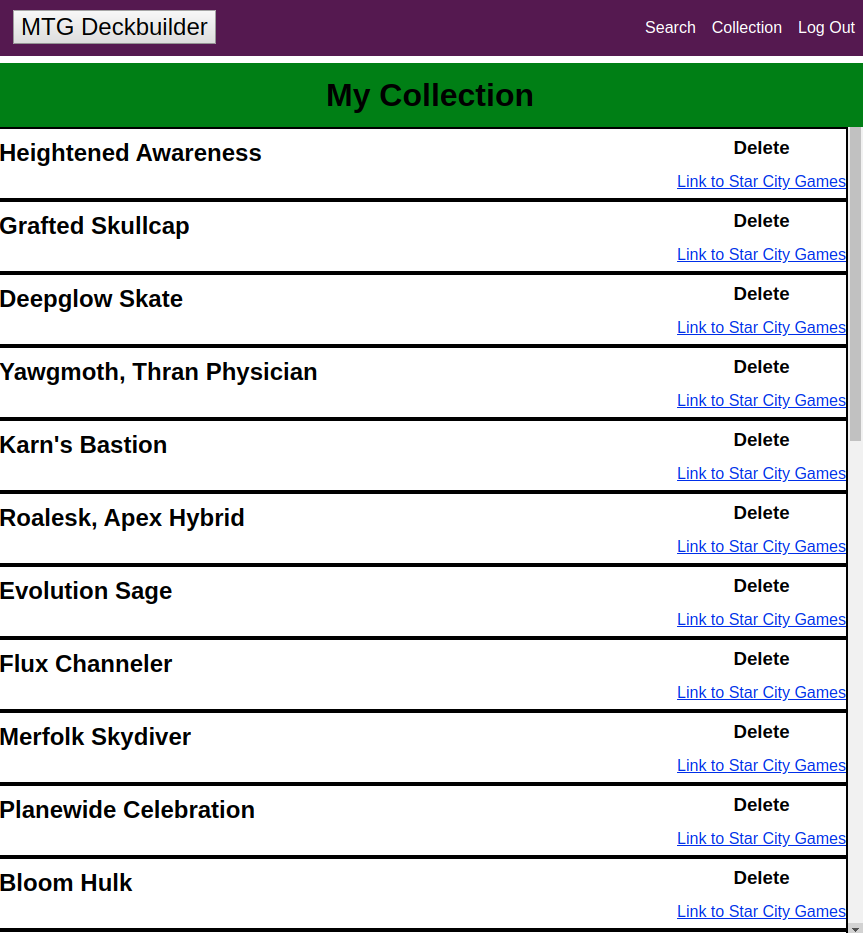 MTG Deckbuilder
Search Collection Log Out
My Collection
Heightened Awareness
Delete
Link to Star City Games
Grafted Skullcap
Delete
Link to Star City Games
Deepglow Skate
Delete
Link to Star City Games
Yawgmoth, Thran Physician
Delete
Link to Star City Games
Karn's Bastion
Delete
Link to Star City Games
Roalesk, Apex Hybrid
Delete
Link to Star City Games
Evolution Sage
Delete
Link to Star City Games
Flux Channeler
Delete
Link to Star City Games
Merfolk Skydiver
Delete
Link to Star City Games
Planewide Celebration
Delete
Link to Star City Games
Bloom Hulk
Delete
Link to Star City Games